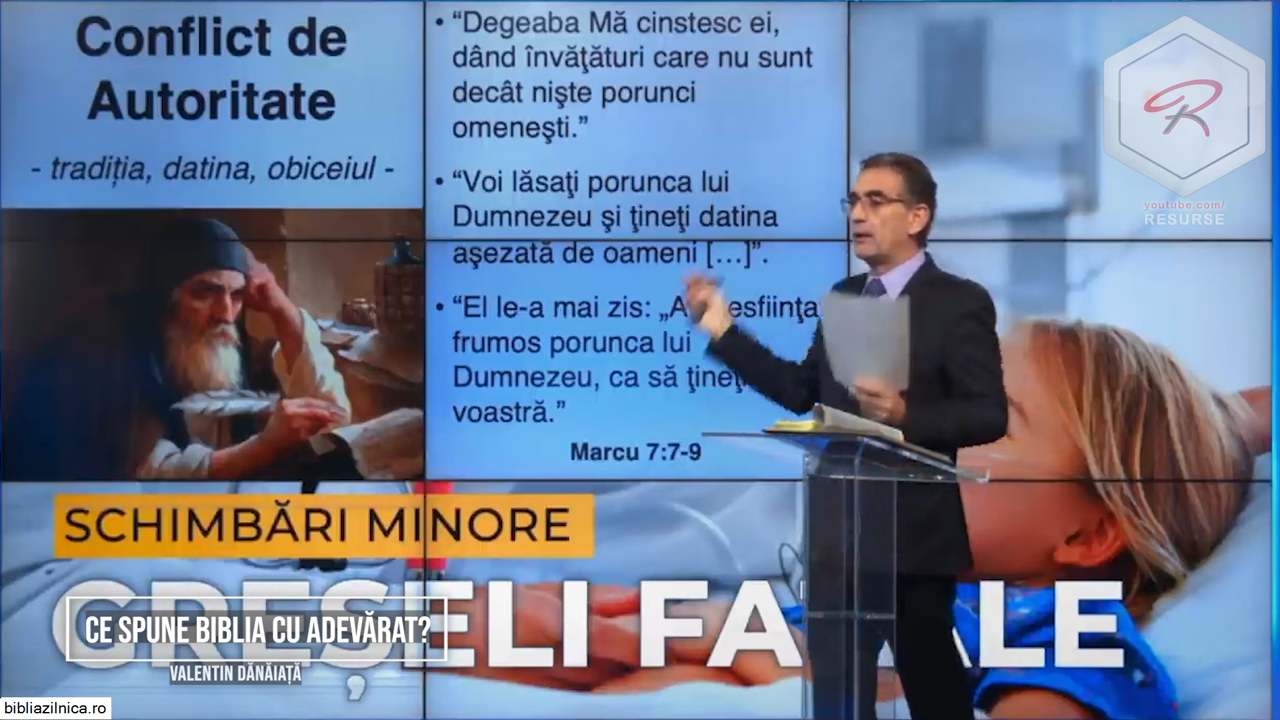 Conflict de
Autoritate
- tradiția, datina, obiceiul -
• “Degeaba Mă cinstesc ei,
dând învăţături care nu sunt
decât nişte porunci
omeneşti.”
• “Voi lăsaţi porunca lui
Dumnezeu şi ţineţi datina
aşezată de oameni […]”.
• “El le-a mai zis: „A
frumos porunca lui
Dumnezeu, ca să
voastră.”
Marcu 7:7-9
R
youtube.com/
RESURSE
SCHIMBĂRI MINORE
GREȘELI FA ALE
CE SPUNE BIBLIA CU ADEVĂRAT?
VALENTIN DĂNĂIAȚĂ
bibliazilnica.ro